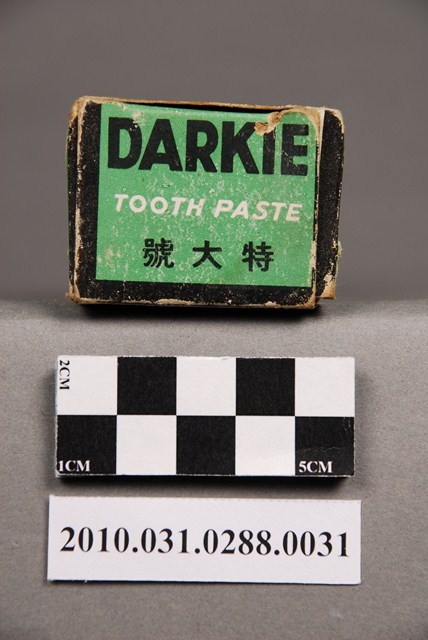 DARKIE
TOOTH PASTE
特大號
2CM
1CM 5CM
2010.031.0288.0031